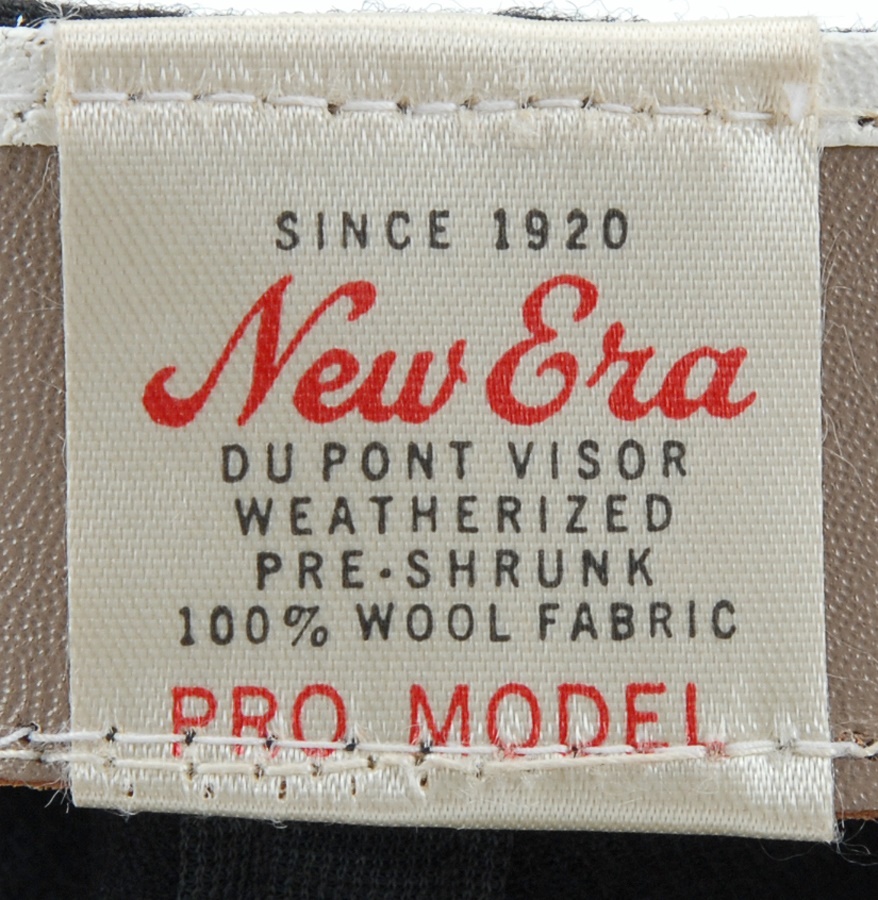 SINCE 1920
New Era
DU PONT VISOR
WEATHERIZED
PRE-SHRUNK
100% WOOL FABRIC
PRO MODEL